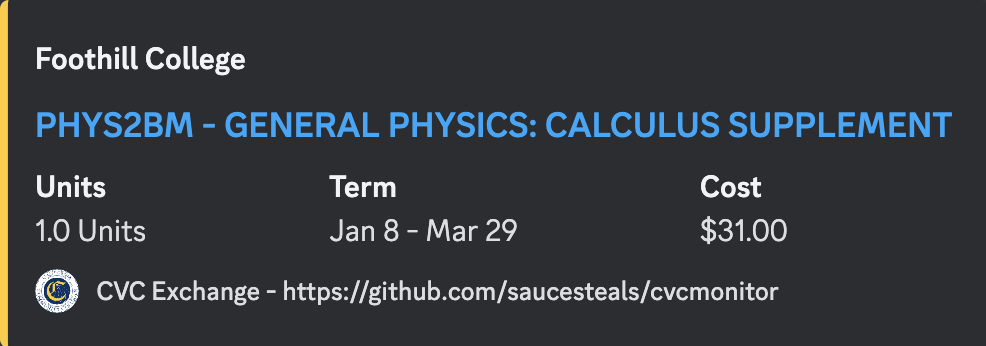 Foothill College
PHYS2BM - GENERAL PHYSICS: CALCULUS SUPPLEMENT
Units Term Cost
1.0 Units Jan 8 - Mar 29 $31.00
CVC Exchange - https://github.com/saucesteals/cvcmonitor